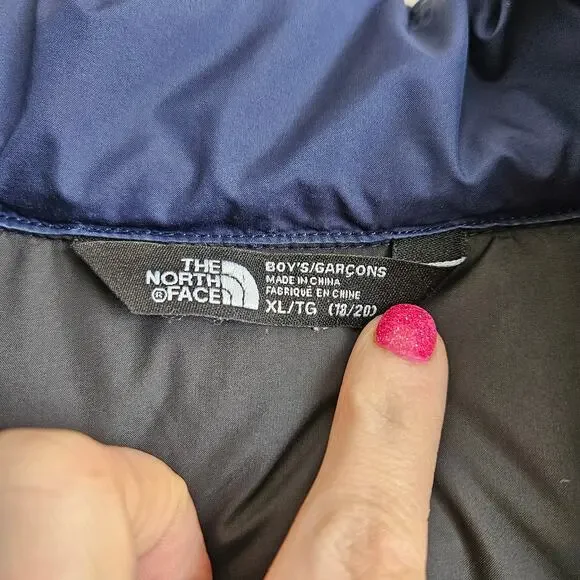 THE
NORTH
®FACE
BOY'S/GARÇONS
MADE IN CHINA
FABRIQUÉ EN CHINE
XL/TG (18/20)